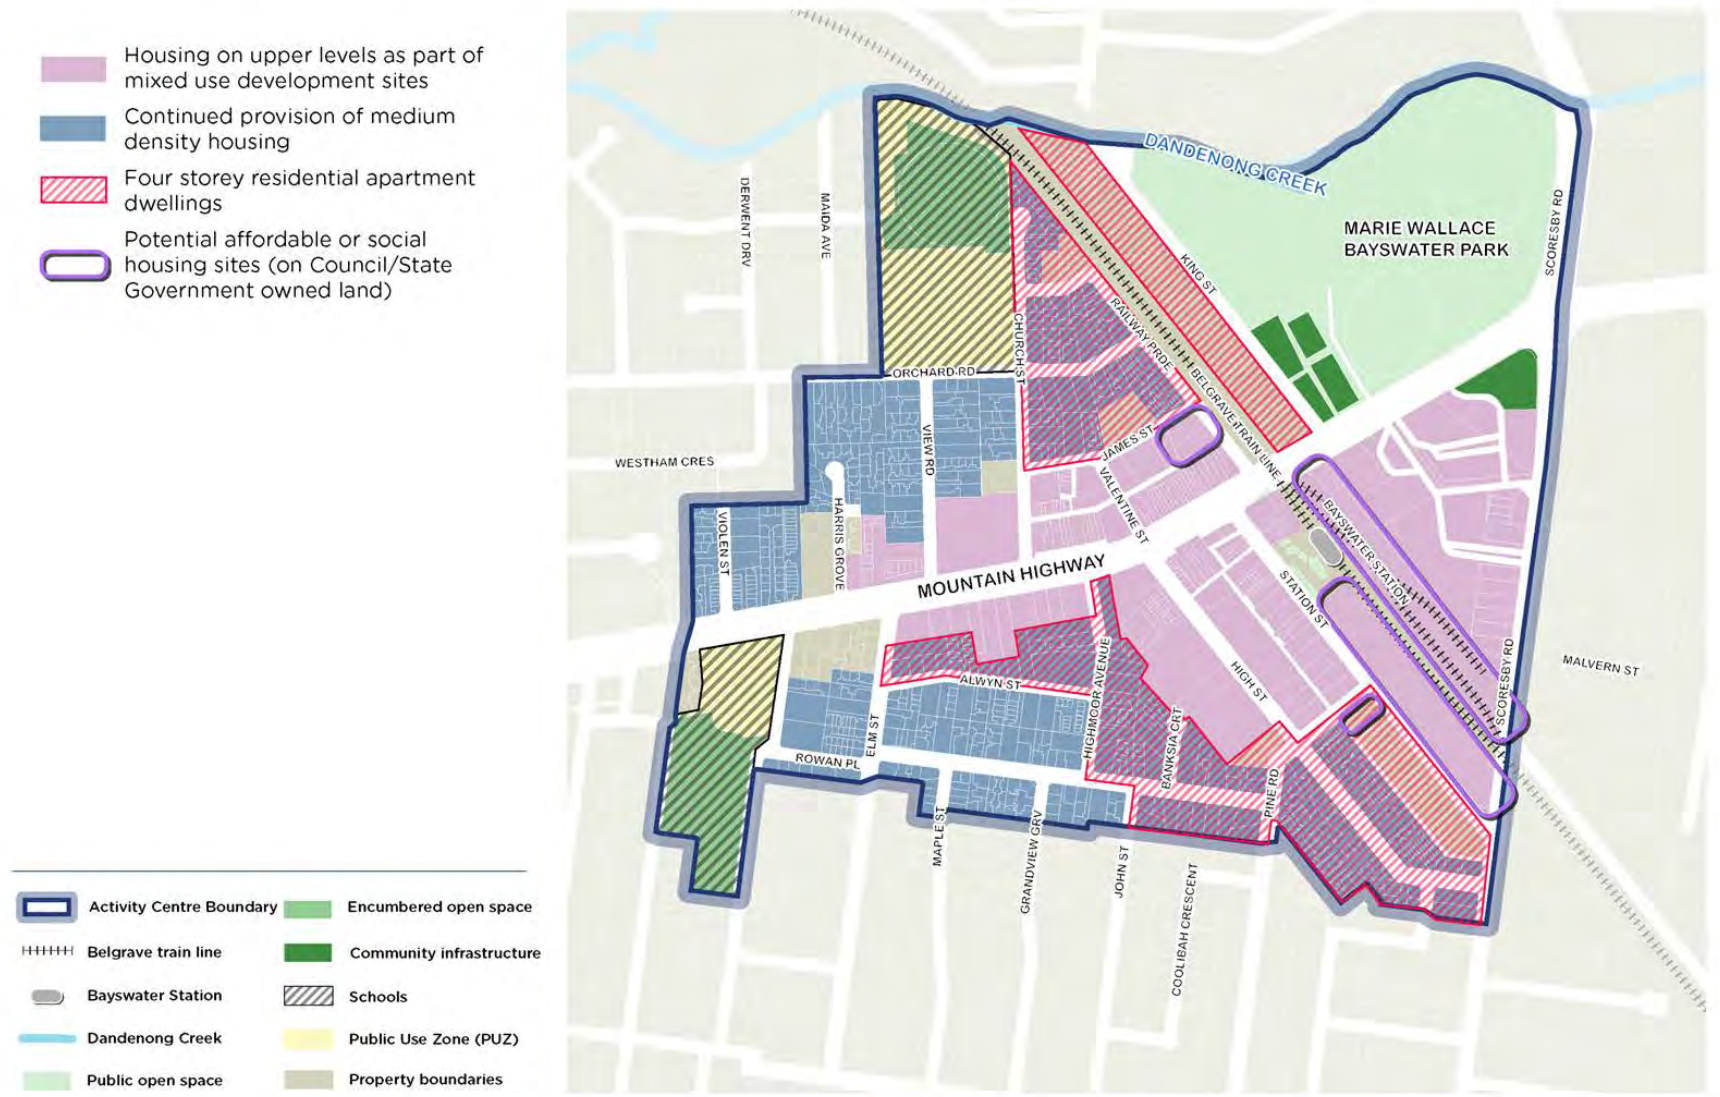 Housing on upper levels as part of
mixed use development sites
Continued provision of medium
density housing
Four storey residential apartment
dwellings
Potential affordable or social
housing sites (on Council/State
Government owned land)
Activity Centre Boundary
Belgrave train line
Bayswater Station
Dandenong Creek
Public open space
Encumbered open space
Community infrastructure
Schools
Public Use Zone (PUZ)
Property boundaries
DANDENONG CREEK
MARIE WALLACE
BAYSWATER PARK
SCORESBY RD
DERWENT DRV
MAIDA AVE
KING ST
RAILWAY PRDE
CHURCH ST
BELGRAVE TRAIN LINE
ORCHARD RD
VIEW RD
JAMES ST
VALENTINE ST
WESTHAM CRES
VIOLEN ST
HARRIS GROVE
MOUNTAIN HIGHWAY
BAYSWATER STATION
STATION ST
SCORESBY RD
MALVERN ST
HIGH ST
ALWYN ST
HIGHMOOR AVENUE
BANKSIA CRT
ELM ST
ROWAN PL
PINE RD
MAPLE ST
GRANDVIEW GRV
JOHN ST
COOLIBAH CRESCENT